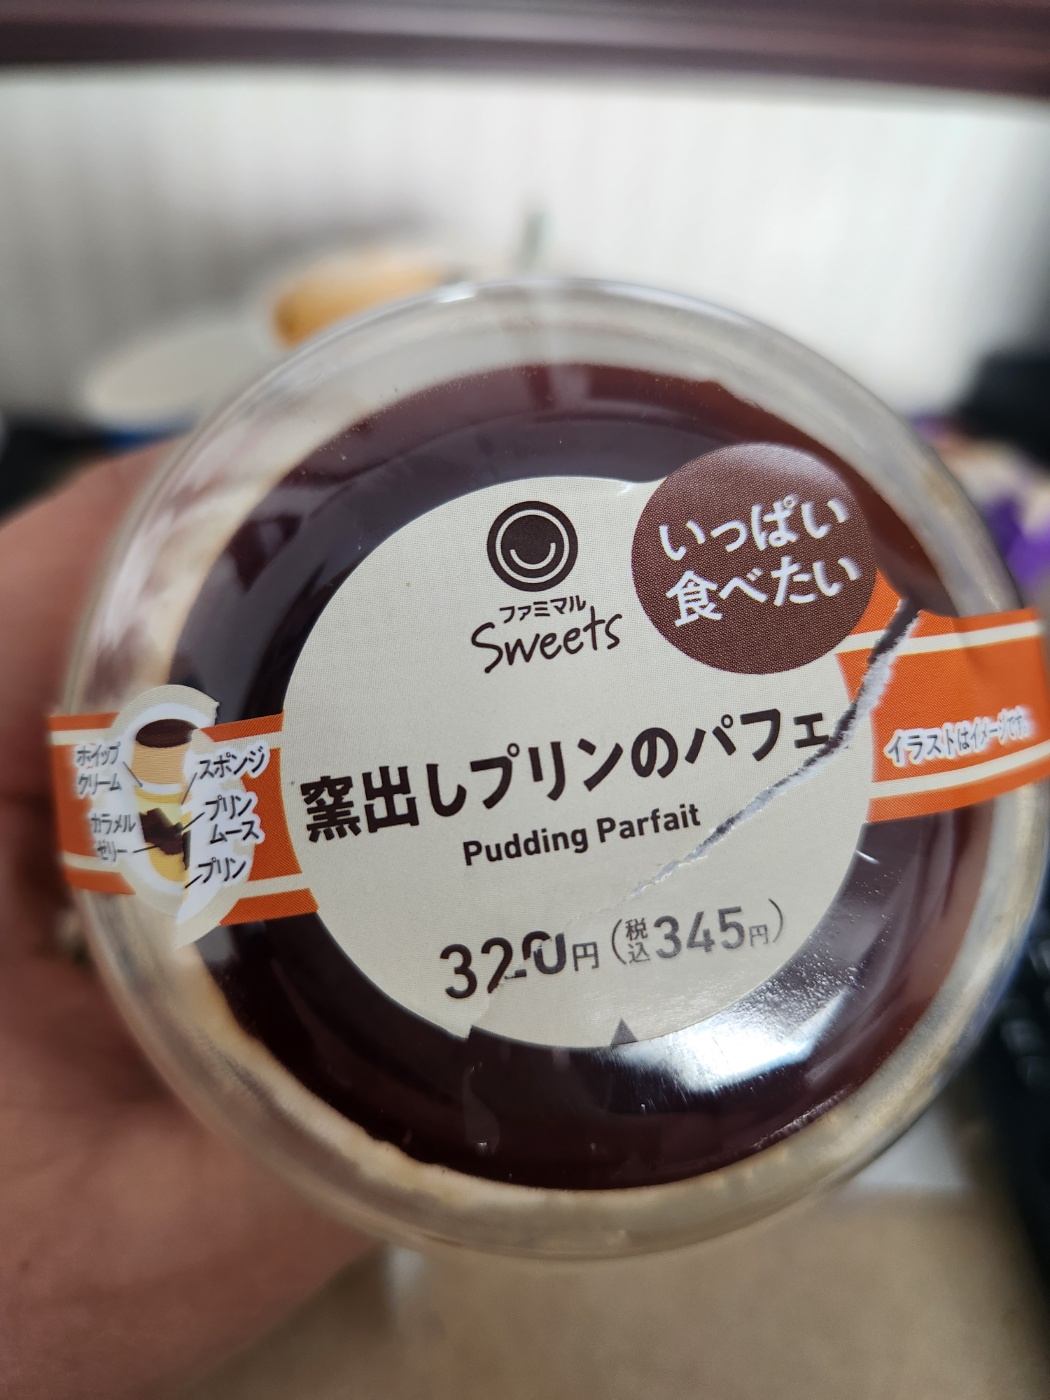 いっぱい
食べたい
ファミマル
Sweets
窯出しプリンのパフェ
Pudding Parfait
320円(税込345円)
ホイップ
クリーム
カラメル
ゼリー
スポンジ
プリン
ムース
プリン
イラストはイメージです。